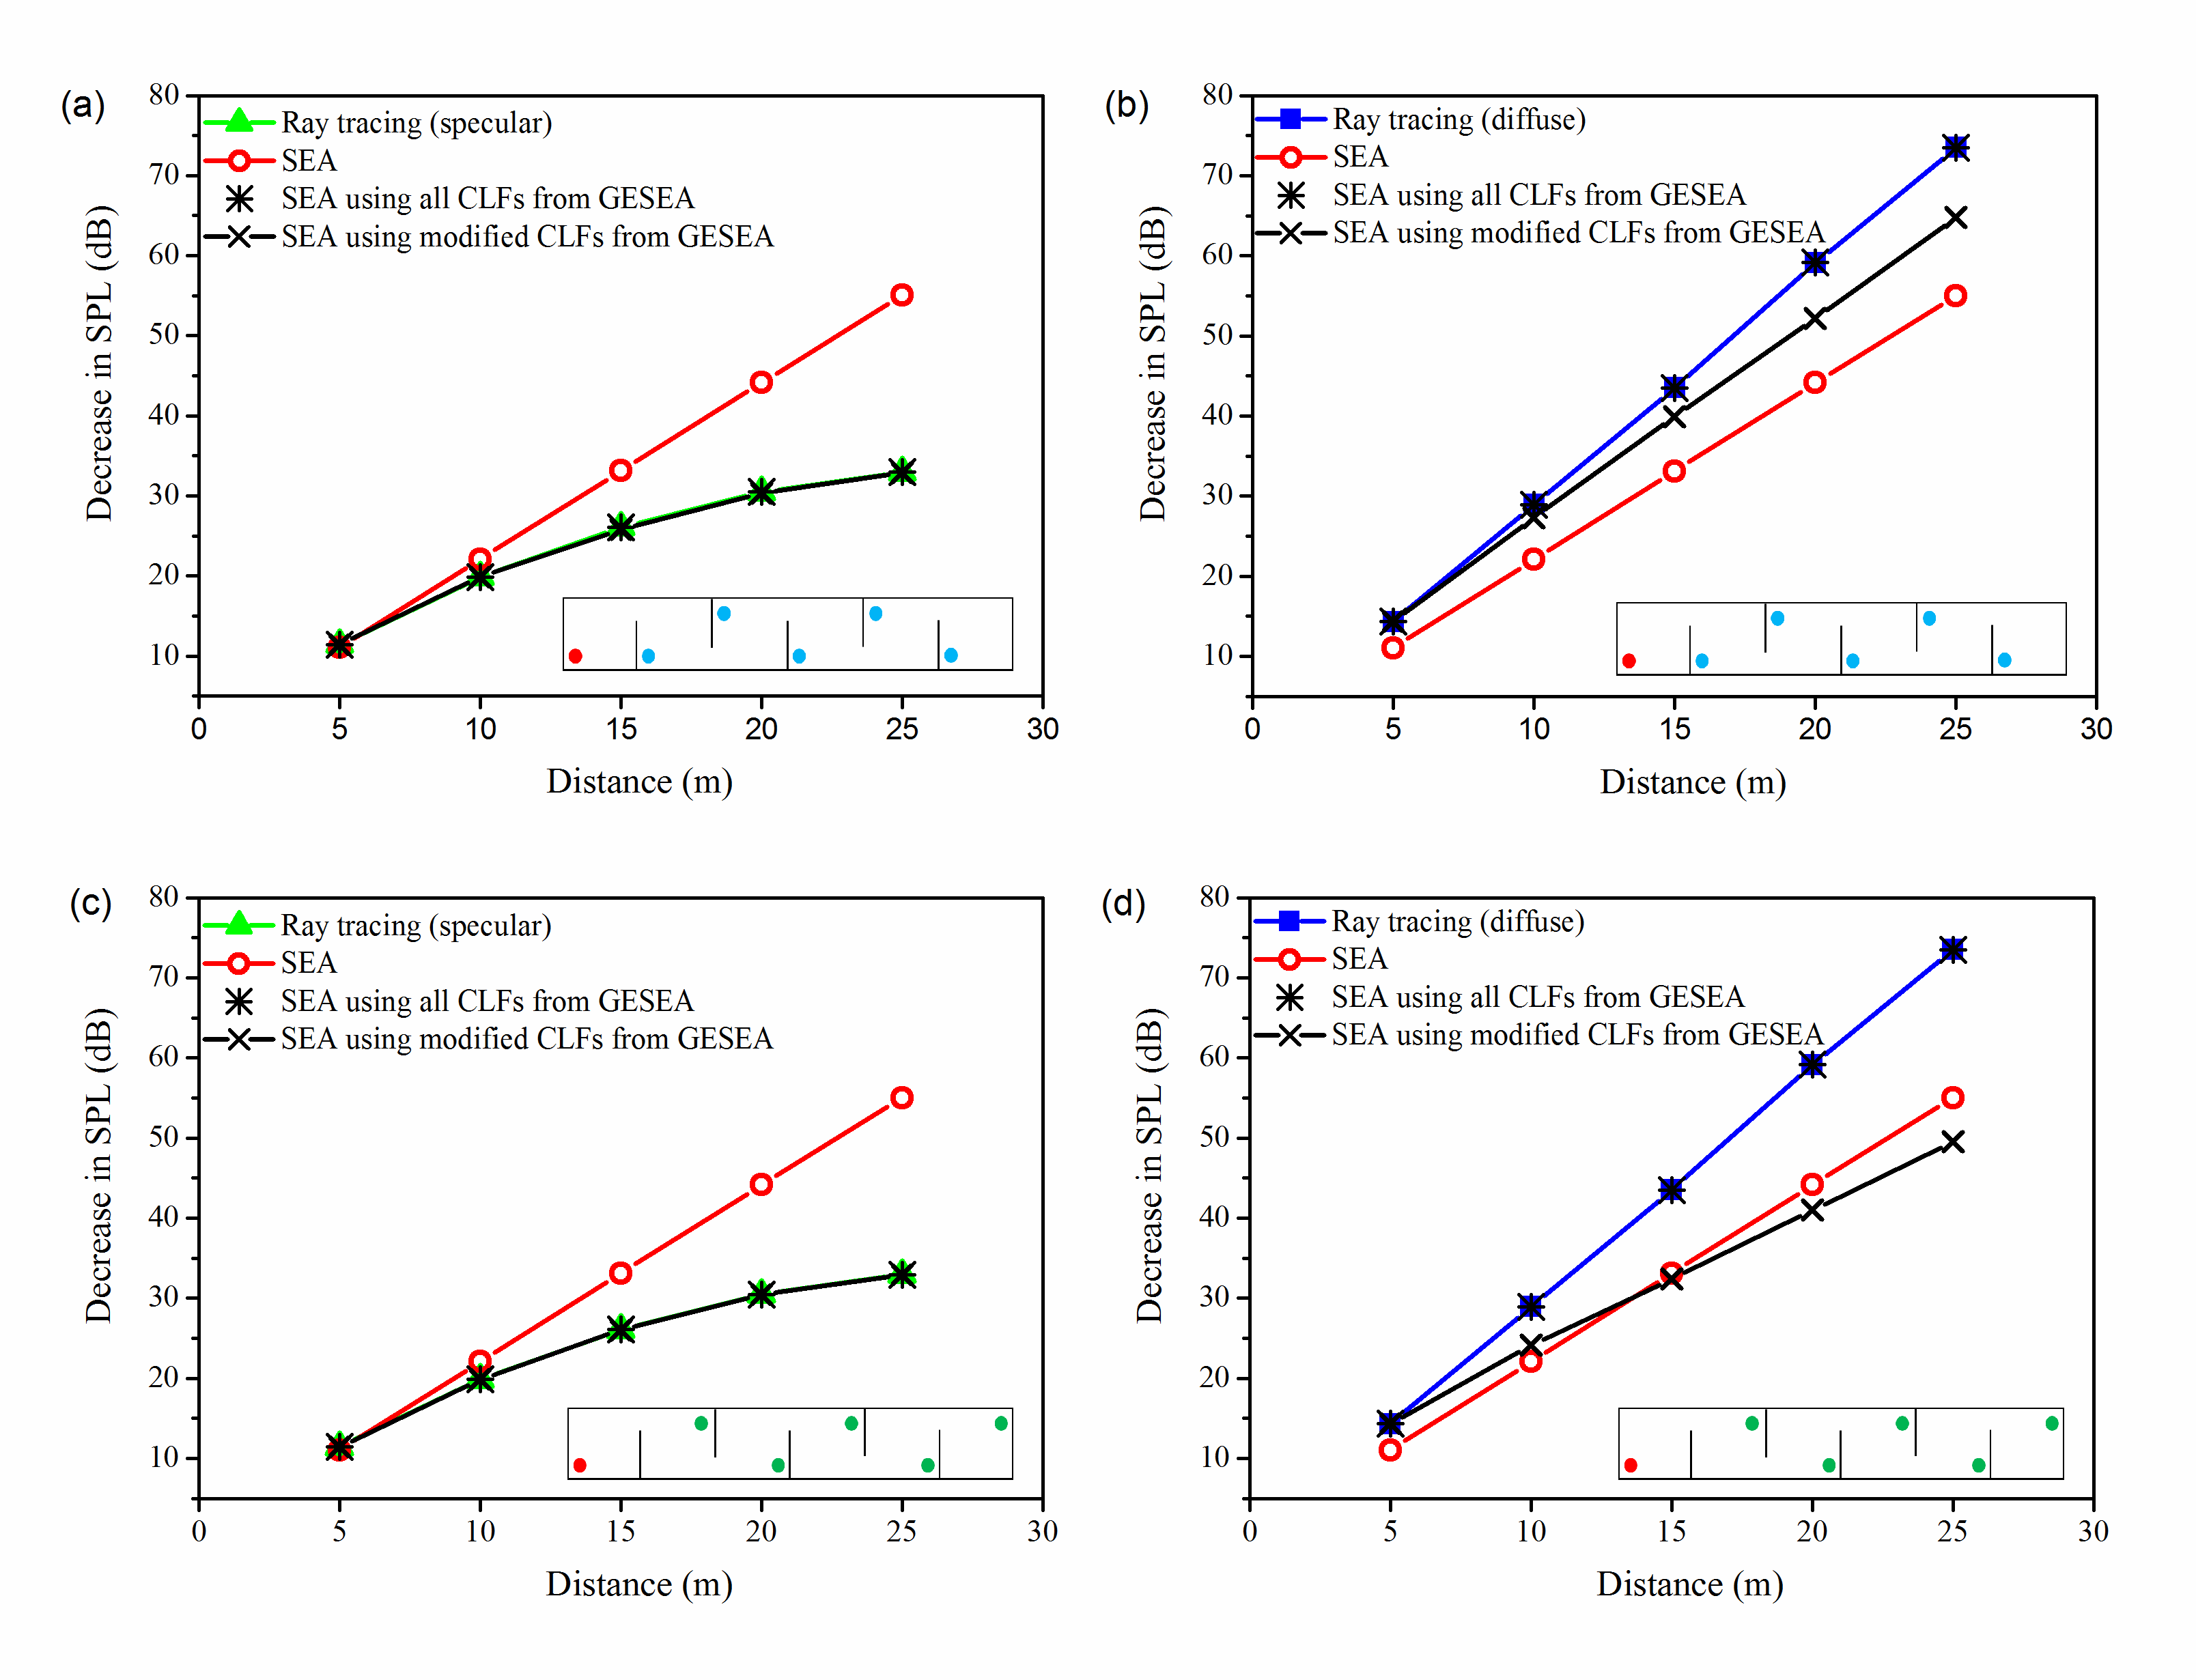 (a)
80
70
60
50
40
30
20
10
Decrease in SPL (dB)
Ray tracing (specular)
SEA
SEA using all CLFs from GESEA
SEA using modified CLFs from GESEA
0 5 10 15 20 25 30
Distance (m)
(b)
80
70
60
50
40
30
20
10
Decrease in SPL (dB)
Ray tracing (diffuse)
SEA
SEA using all CLFs from GESEA
SEA using modified CLFs from GESEA
0 5 10 15 20 25 30
Distance (m)
(c)
80
70
60
50
40
30
20
10
Decrease in SPL (dB)
Ray tracing (specular)
SEA
SEA using all CLFs from GESEA
SEA using modified CLFs from GESEA
0 5 10 15 20 25 30
Distance (m)
(d)
80
70
60
50
40
30
20
10
Decrease in SPL (dB)
Ray tracing (diffuse)
SEA
SEA using all CLFs from GESEA
SEA using modified CLFs from GESEA
0 5 10 15 20 25 30
Distance (m)